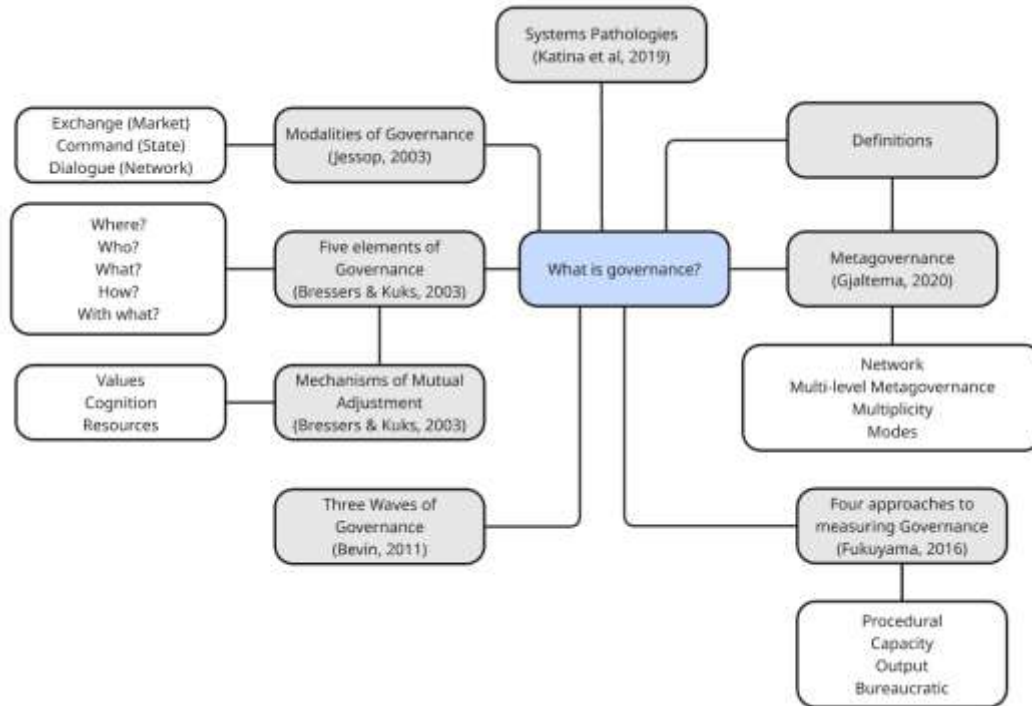 Systems Pathologies
(Katina et al, 2019)
Exchange (Market)
Command (State)
Dialogue (Network)
Modalities of Governance
(Jessop, 2003)
Definitions
Where?
Who?
What?
How?
With what?
Five elements of
Governance
(Bressers & Kuks, 2003)
What is governance?
Metagovernance
(Gjaltema, 2020)
Values
Cognition
Resources
Mechanisms of Mutual
Adjustment
(Bressers & Kuks, 2003)
Network
Multi-level Metagovernance
Multiplicity
Modes
Three Waves of
Governance
(Bevin, 2011)
Four approaches to
measuring Governance
(Fukuyama, 2016)
Procedural
Capacity
Output
Bureaucratic